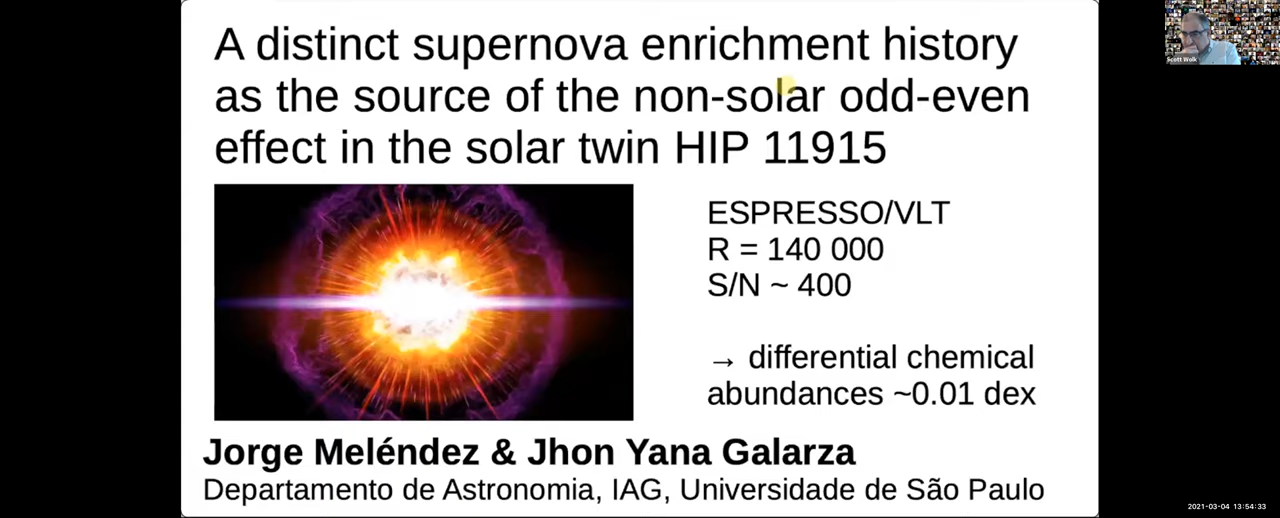 A distinct supernova enrichment history
as the source of the non-solar odd-even
effect in the solar twin HIP 11915
ESPRESSO/VLT
R = 140 000
S/N ~ 400
→ differential chemical
abundances ~0.01 dex
Jorge Meléndez & Jhon Yana Galarza
Departamento de Astronomia, IAG, Universidade de São Paulo
Scott Wolk
2021-03-04 13:54:33